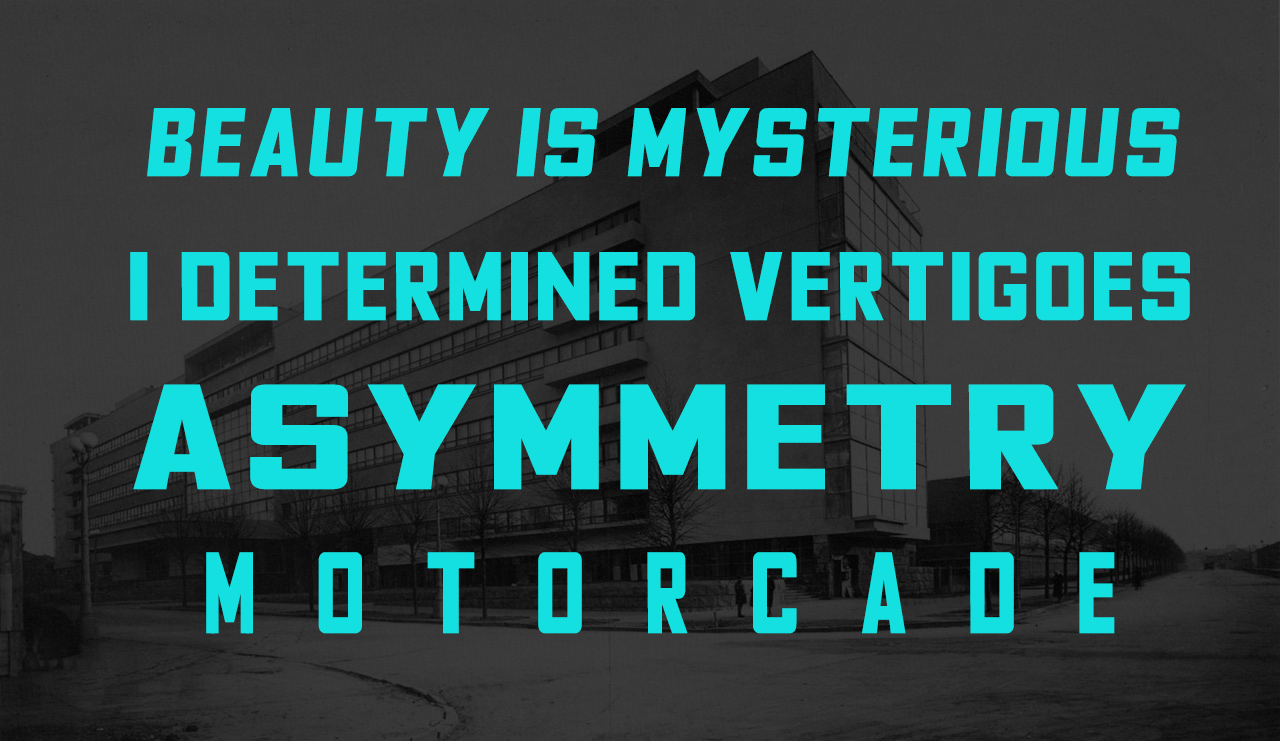 BEAUTY IS MYSTERIOUS
I DETERMINED VERTIGOES
ASYMMETRY
MOTORCADE